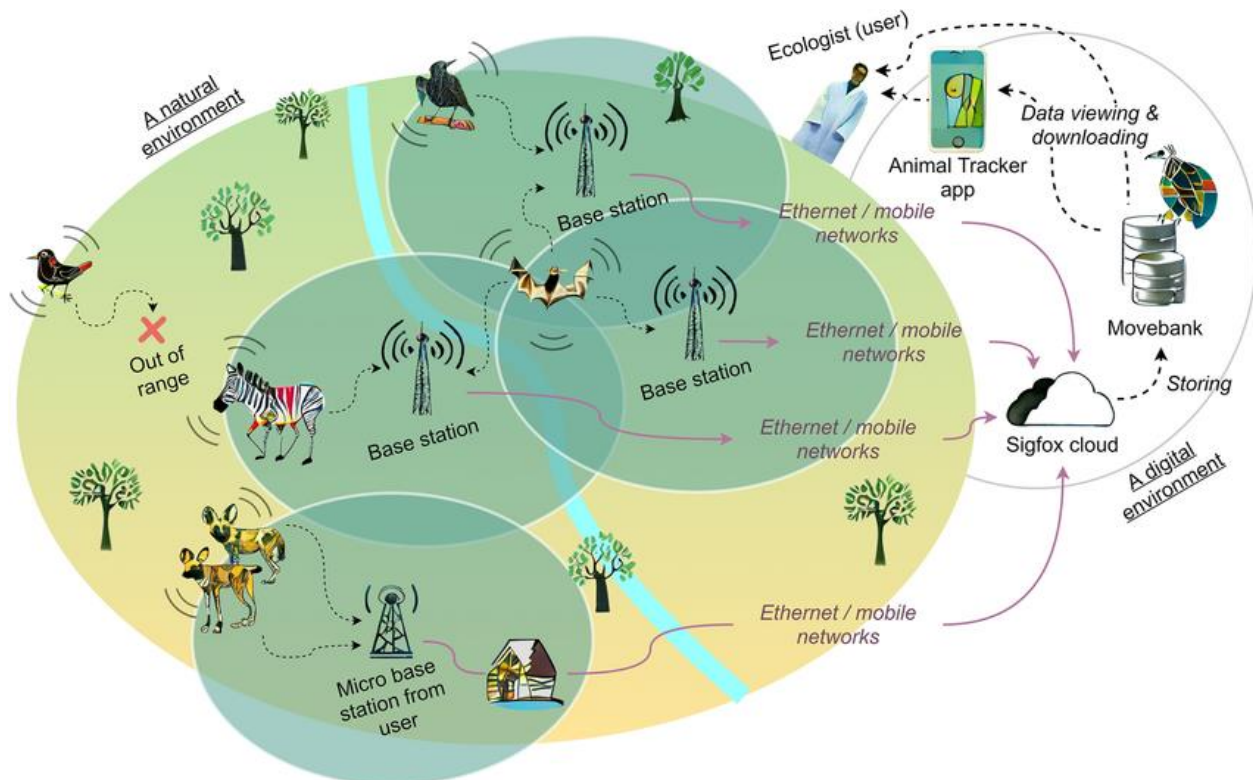 A natural
environment
Ecologist (user)
Data viewing &
downloading
Animal Tracker
app
Base station
Ethernet / mobile
networks
Out of
range
Base station
Base station
Ethernet / mobile
networks
Movebank
Storing
Ethernet / mobile
networks
Sigfox cloud
A digital
environment
Ethernet / mobile
networks
Micro base
station from
user